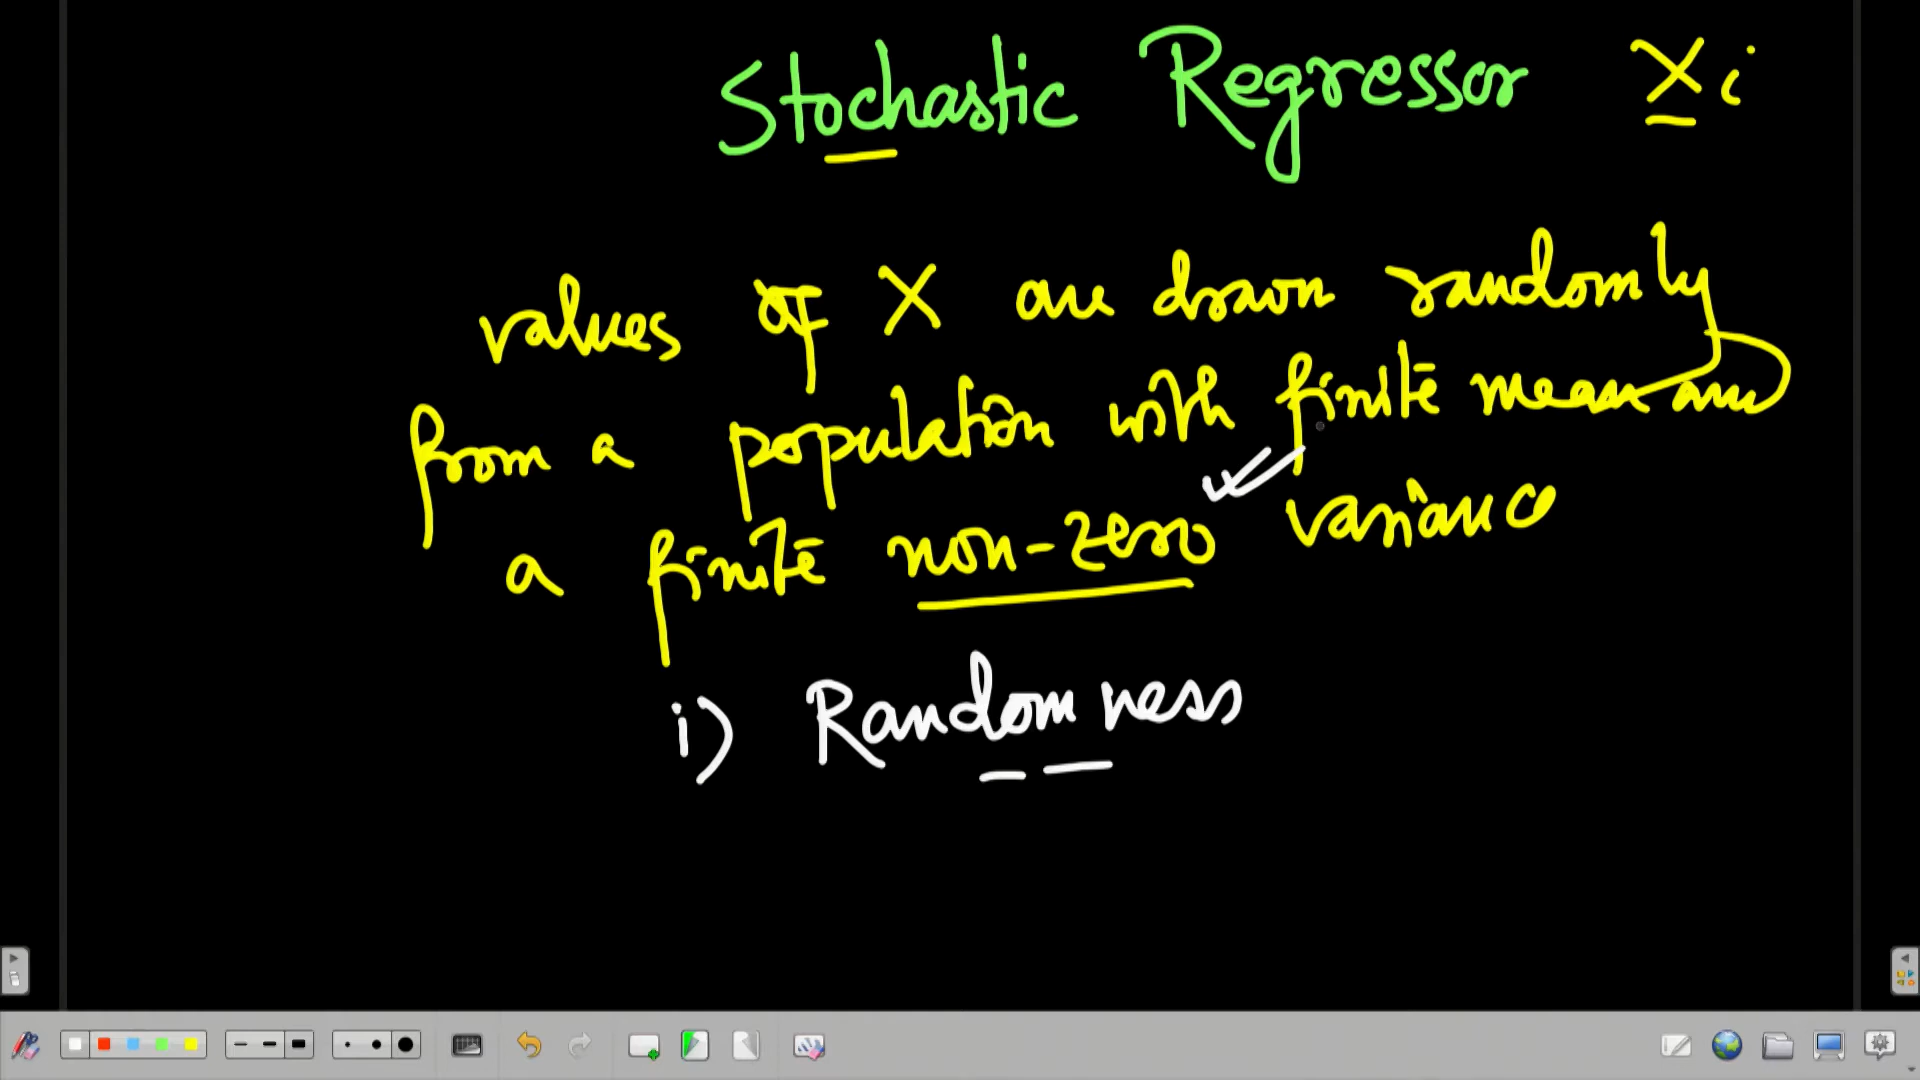 Stochastic Regressor Xi
values of X are drawn randomly
from a population with finite mean and
a finite non-zero variance
i) Randomness